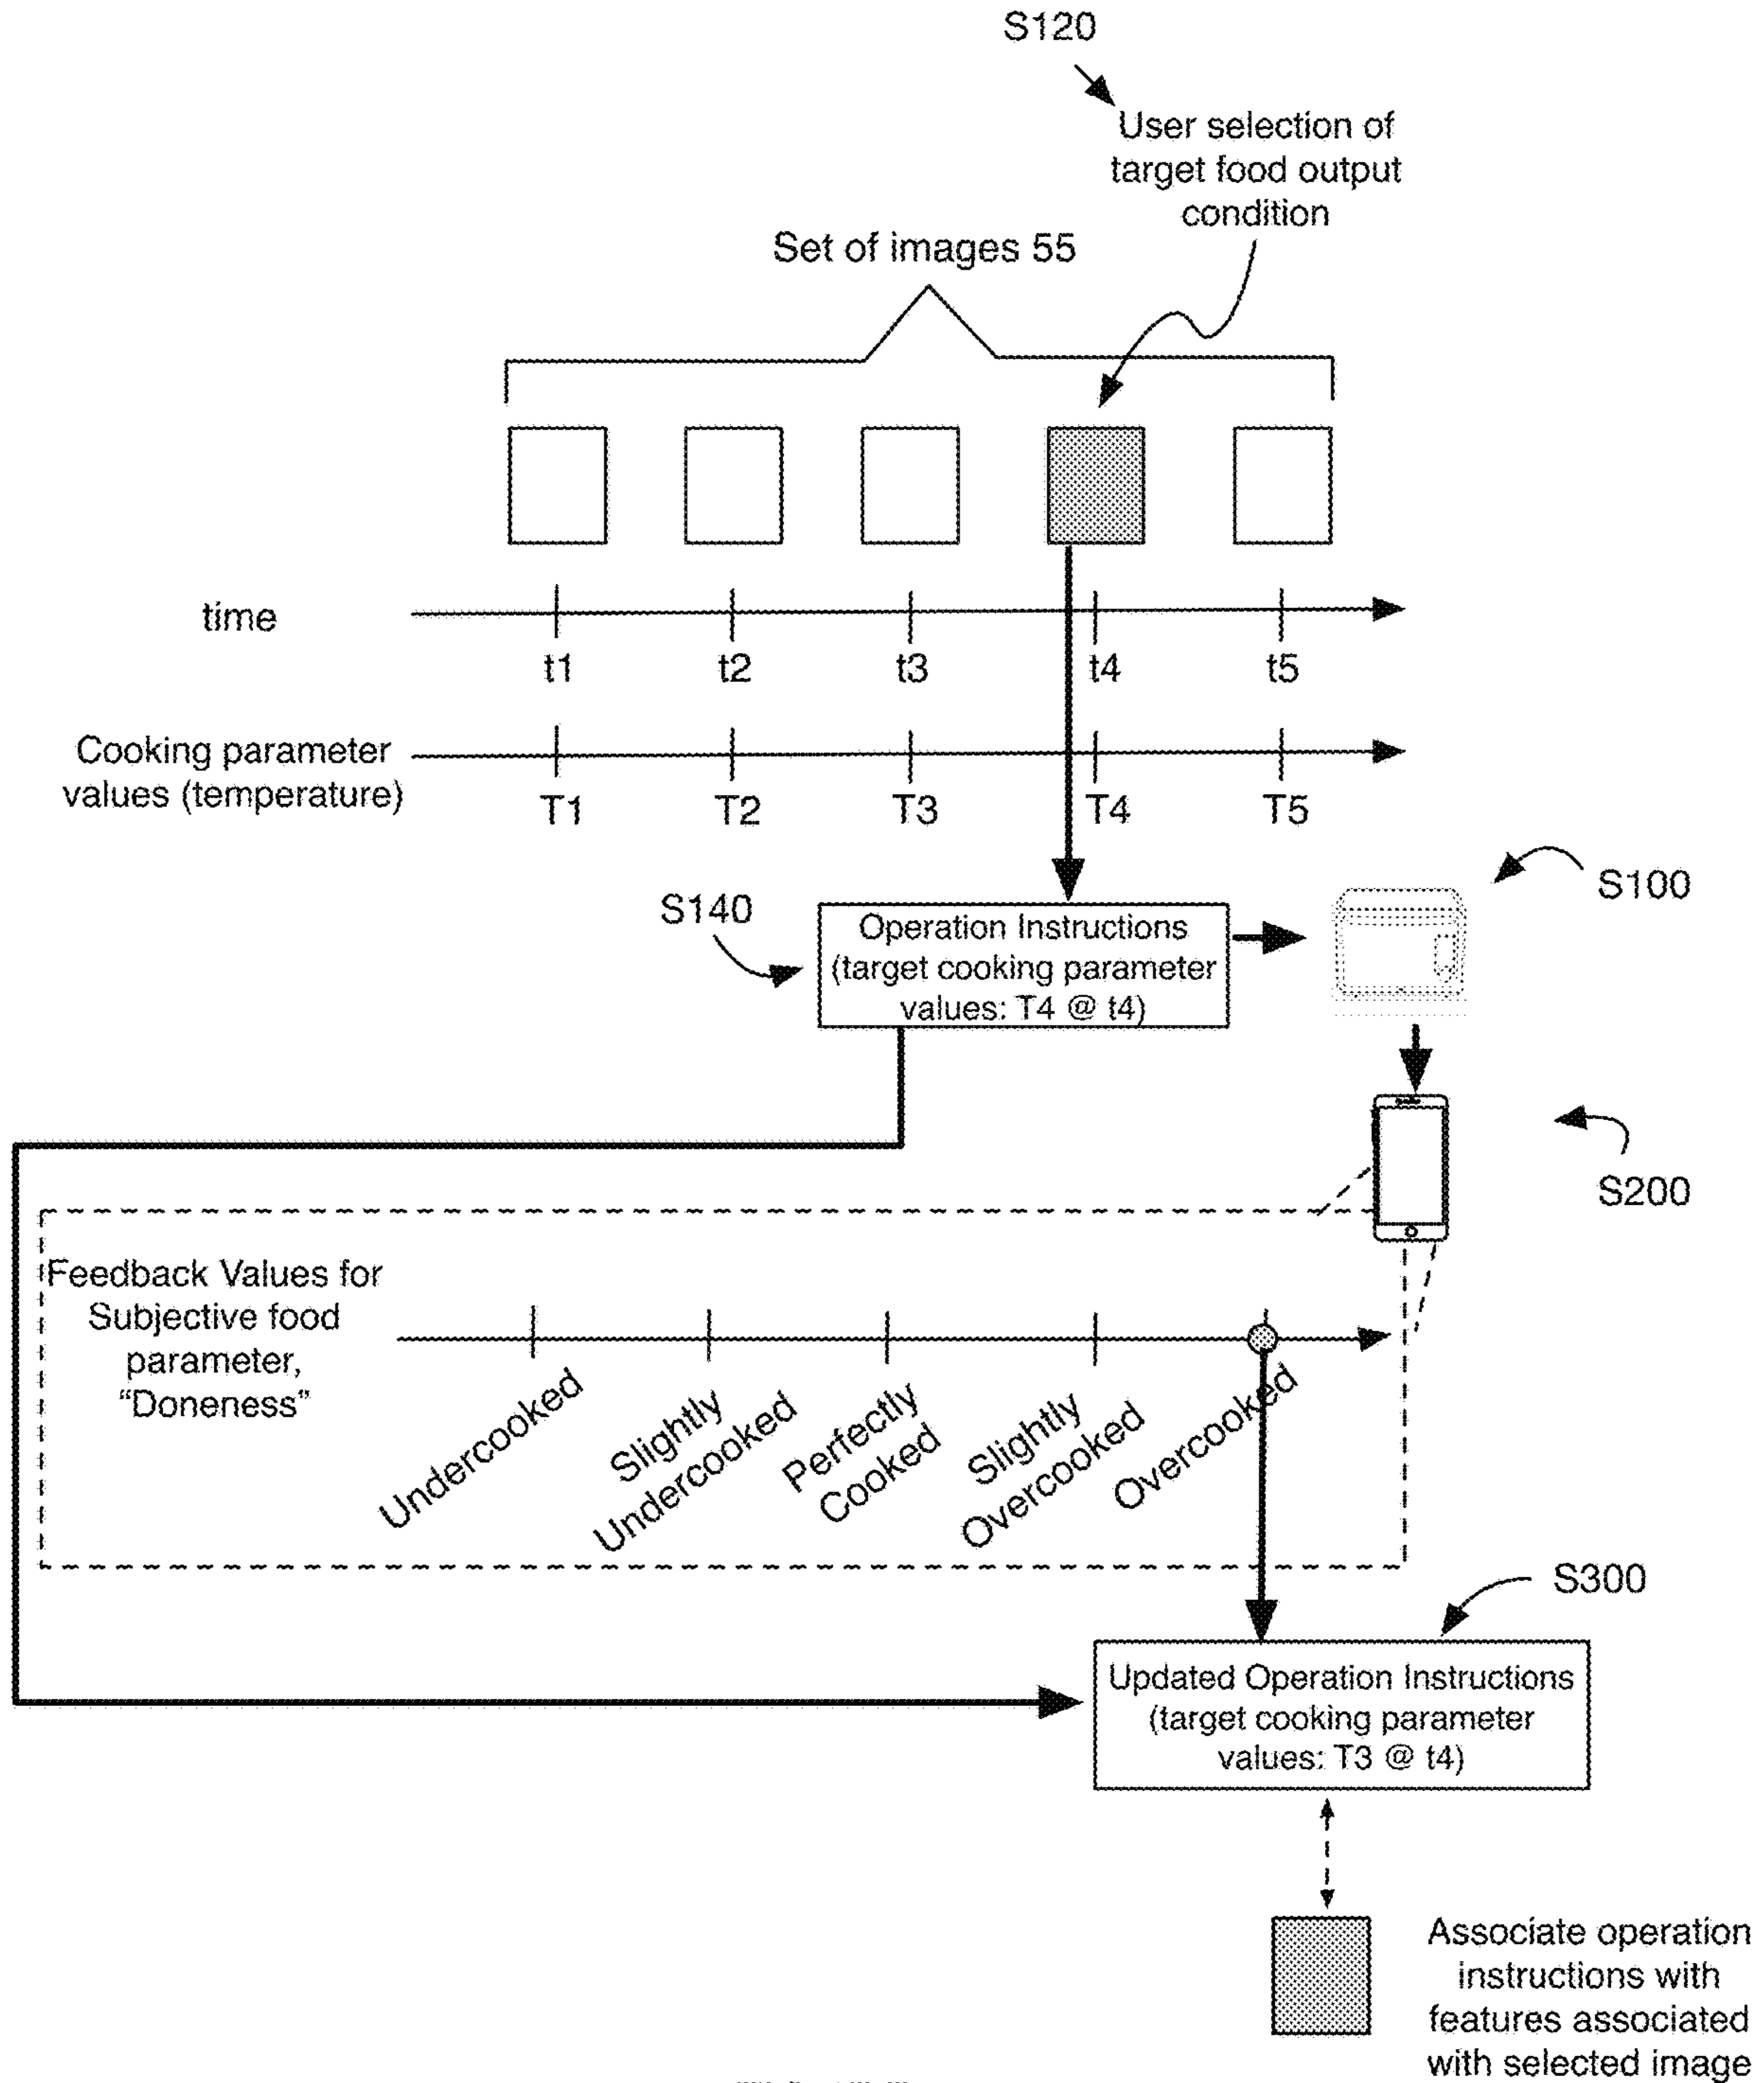 S120
User selection of
target food output
condition
Set of images 55
time
t1
t2
t3
t4
t5
Cooking parameter
values (temperature)
T1
T2
T3
T4
T5
S100
S140
Operation Instructions
(target cooking parameter
values: T4 @ t4)
S200
Feedback Values for
Subjective food
parameter,
“Doneness”
Undercooked
Slightly
Undercooked
Perfectly
Cooked
Slightly
Overcooked
Overcooked
S300
Updated Operation Instructions
(target cooking parameter
values: T3 @ t4)
Associate operation
instructions with
features associated
with selected image